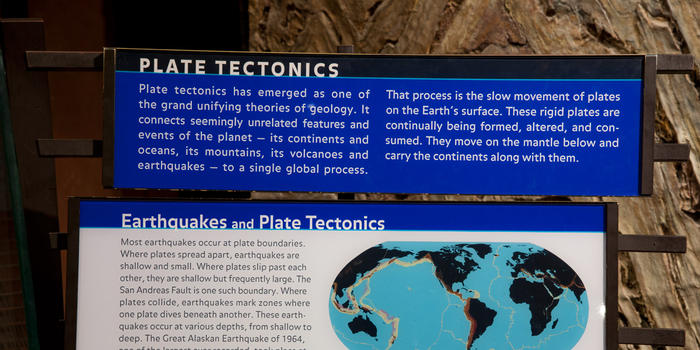 PLATE TECTONICS
Plate tectonics has emerged as one of
the grand unifying theories of geology. It
connects seemingly unrelated features and
events of the planet — its continents and
oceans, its mountains, its volcanoes and
earthquakes — to a single global process.
That process is the slow movement of plates
on the Earth's surface. These rigid plates are
continually being formed, altered, and con-
sumed. They move on the mantle below and
carry the continents along with them.
Earthquakes and Plate Tectonics
Most earthquakes occur at plate boundaries.
Where plates spread apart, earthquakes are
shallow and small. Where plates slip past each
other, they are shallow but frequently large. The
San Andreas Fault is one such boundary. Where
plates collide, earthquakes mark zones where
one plate dives beneath another. These earth-
quakes occur at various depths, from shallow to
deep. The Great Alaskan Earthquake of 1964,